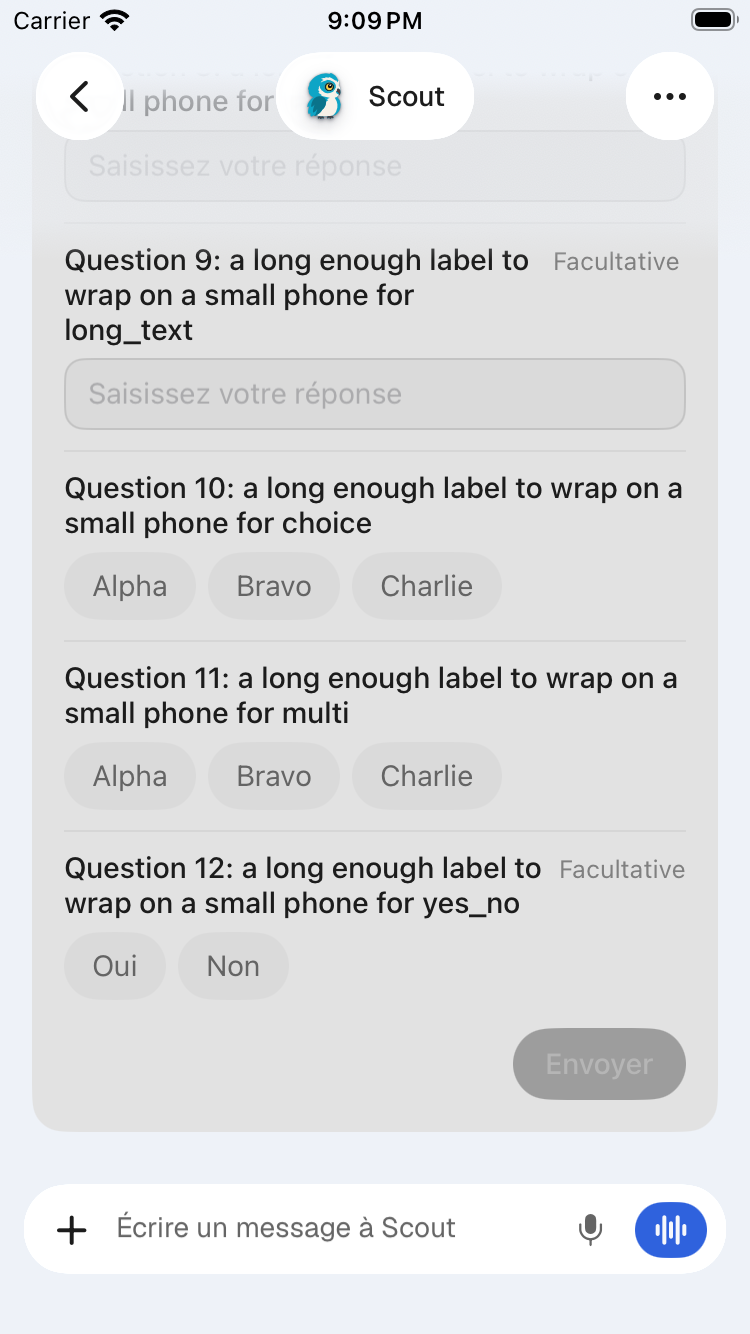 Carrier 9:09 PM
ll phone for
Scout
Saisissez votre réponse
Question 9: a long enough label to
Facultative
wrap on a small phone for
long_text
Saisissez votre réponse
Question 10: a long enough label to wrap on a
small phone for choice
Alpha Bravo Charlie
Question 11: a long enough label to wrap on a
small phone for multi
Alpha Bravo Charlie
Question 12: a long enough label to
Facultative
wrap on a small phone for yes_no
Oui Non
Envoyer
Écrire un message à Scout